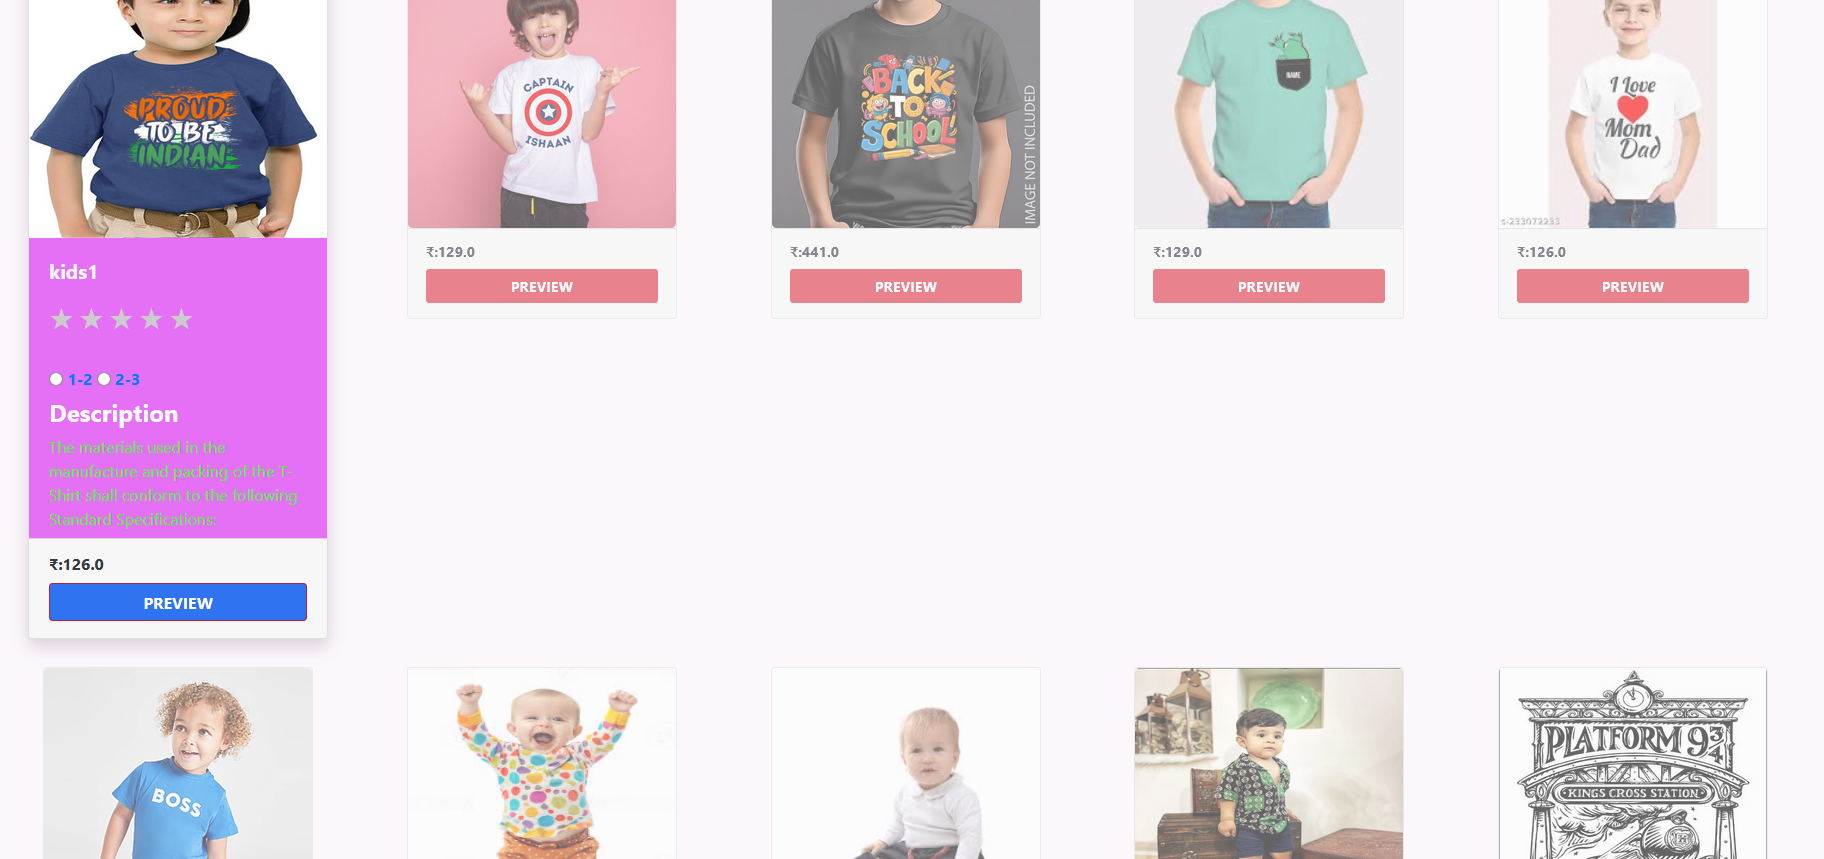 PROUD
TO BE
INDIAN
kids1
★ ★ ★ ★ ★
1-2 2-3
Description
The materials used in the
manufacture and packing of the T-
Shirt shall conform to the following
Standard Specifications:
₹:126.0
PREVIEW
CAPTAIN
ISHAAN
₹:129.0
PREVIEW
BACK
TO
SCHOOL
IMAGE NOT INCLUDED
₹:441.0
PREVIEW
NAME
₹:129.0
PREVIEW
I Love
Mom
Dad
s-233072233
₹:126.0
PREVIEW
BOSS
PLATFORM 9¾
KINGS CROSS STATION